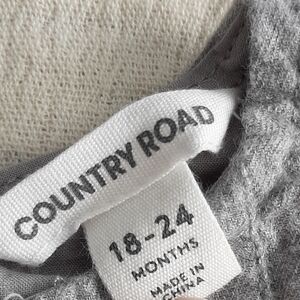 COUNTRY ROAD
18-24
MONTHS
MADE IN
CHINA